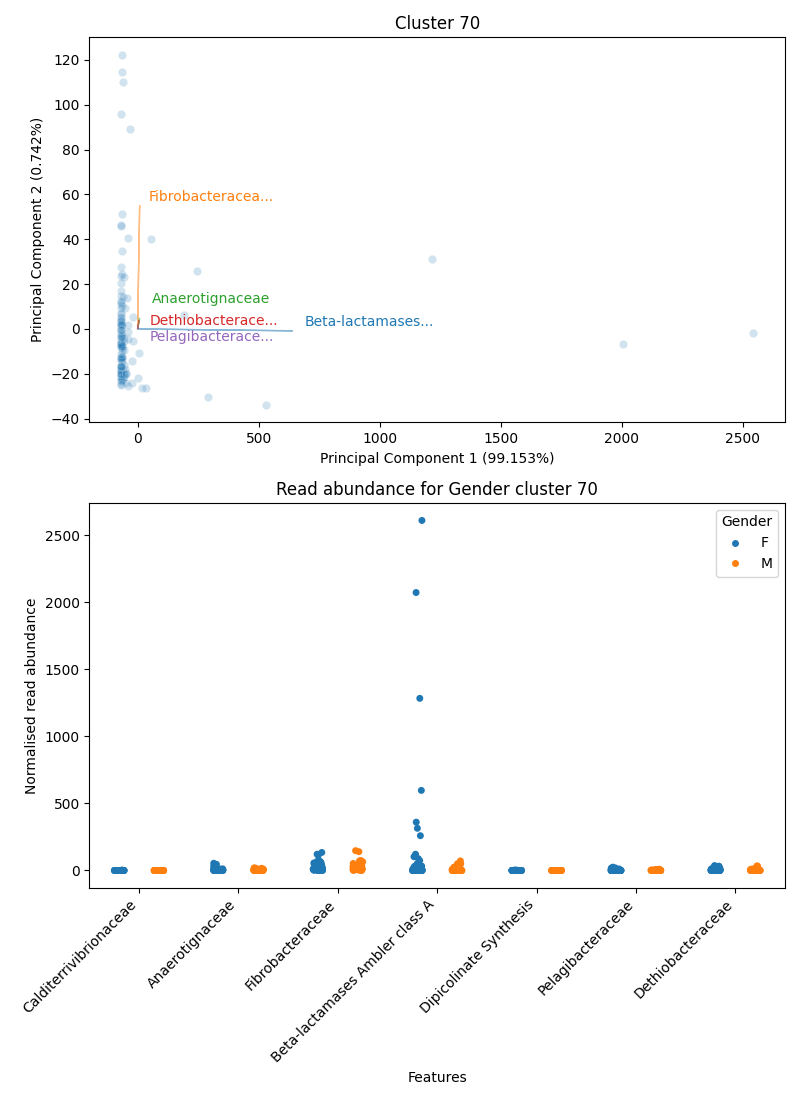 Cluster 70
Principal Component 2 (0.742%)
120
100
80
60
40
20
0
−20
−40
Fibrobacteracea...
Anaerotignaceae
Dethiobacterace...
Pelagibacterace...
Beta-lactamases...
0
500
1000
1500
2000
2500
Principal Component 1 (99.153%)
Read abundance for Gender cluster 70
Normalised read abundance
2500
2000
1500
1000
500
0
Gender
F
M
Calditerrivibrionaceae
Anaerotignaceae
Fibrobacteraceae
Beta-lactamases Ambler class A
Dipicolinate Synthesis
Pelagibacteraceae
Dethiobacteraceae
Features